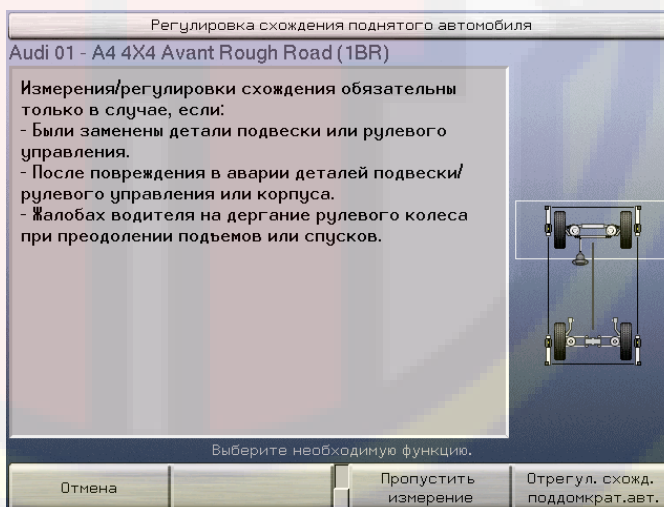 Регулировка схождения поднятого автомобиля
Audi 01 - A4 4X4 Avant Rough Road (1BR)
Измерения/регулировки схождения обязательны
только в случае, если:
- Были заменены детали подвески или рулевого
управления.
- После повреждения в аварии деталей подвески/
рулевого управления или корпуса.
- Жалобах водителя на дергание рулевого колеса
при преодолении подъемов или спусков.
Выберите необходимую функцию.
Отмена
Пропустить
измерение
Отрегул. схожд.
поддомкрат.авт.